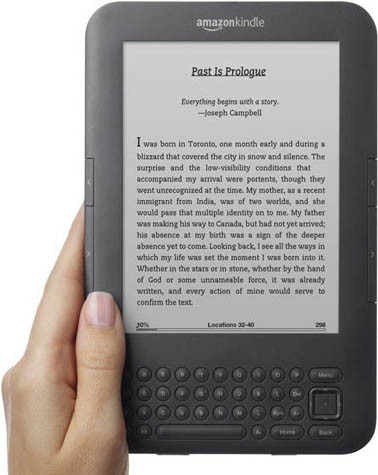 amazonkindle
Past Is Prologue
Everything begins with a story.
—Joseph Campbell
I was born in Toronto, one month early and during a
blizzard that covered the city in snow and silence. The
surprise and the low-visibility conditions that
accompanied my arrival were portents, though they
went unrecognized at the time. My mother, as a recent
immigrant from India, was of two worlds, and she
would pass that multiple identity on to me. My father
was making his way to Canada, but had not yet arrived;
his absence at my birth was a sign of the deeper
absence yet to come. Looking back, I see all the ways in
which my life was set the moment I was born into it.
Whether in the stars or in stone, whether by the hand
of God or some unnameable force, it was already
written, and every action of mine would serve to
confirm the text.
10% Locations 32-40 298
Q W E R T Y U I O P Menu
A S D F G H J K L Del
Z X C V B N M Sym
Home Back